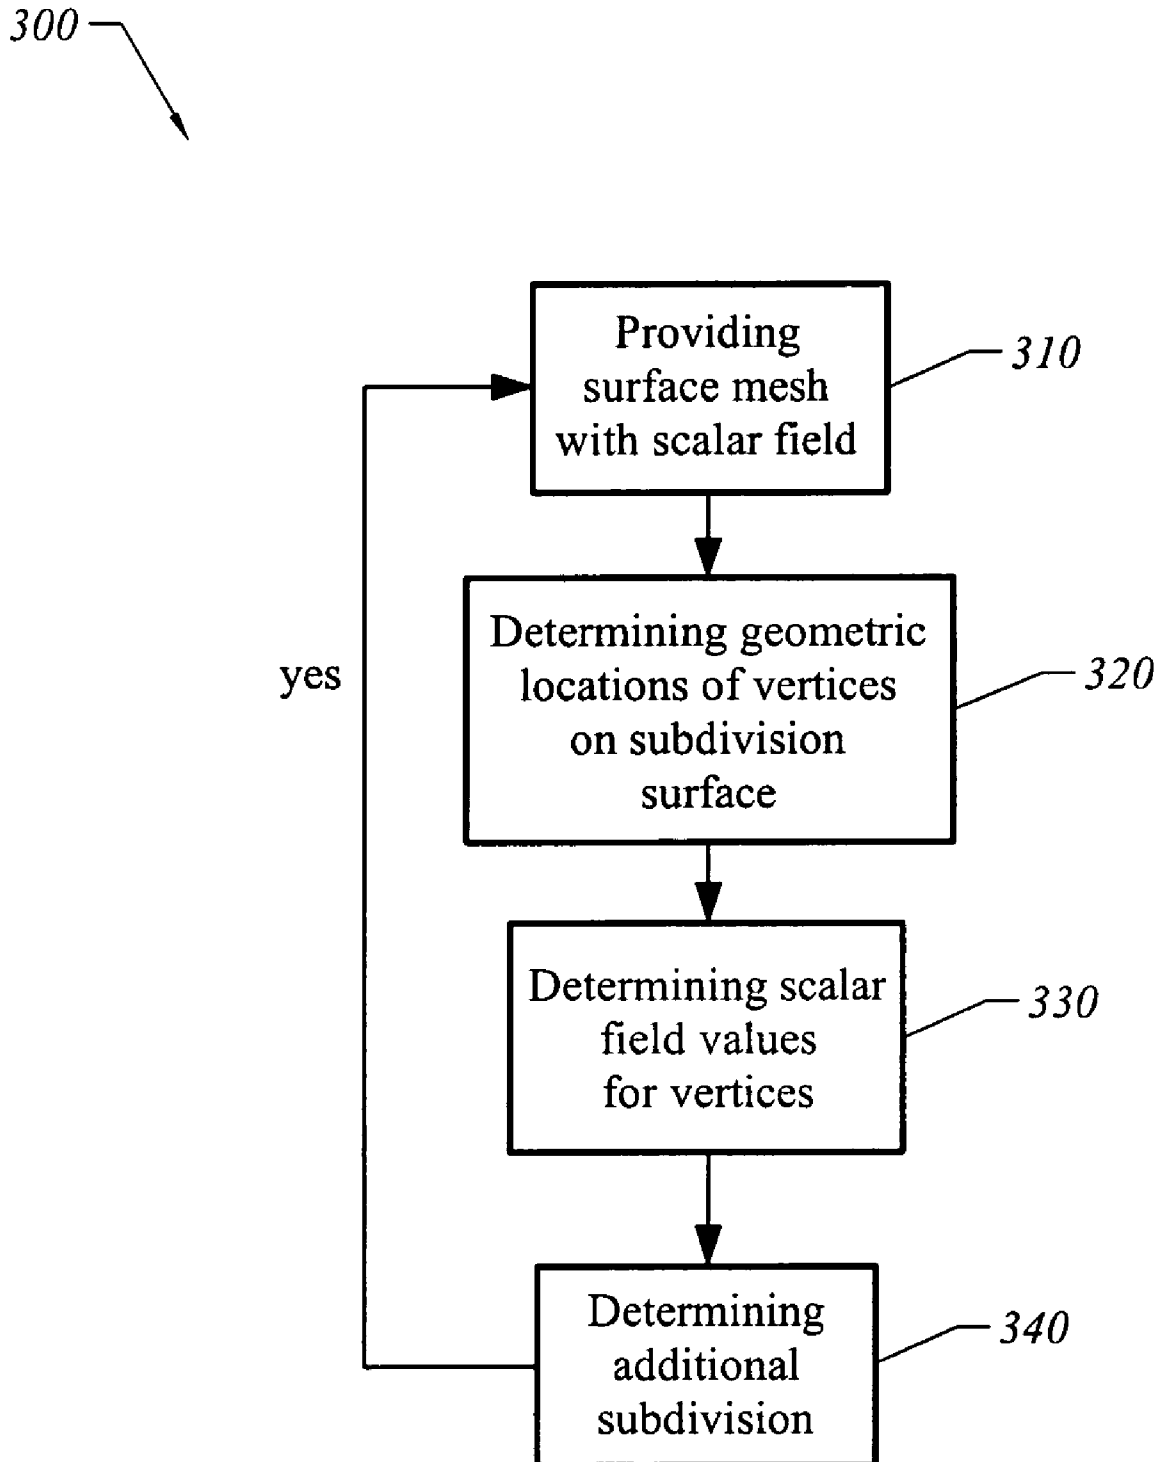 300
Providing
surface mesh
with scalar field
310
Determining geometric
locations of vertices
on subdivision
surface
320
yes
Determining scalar
field values
for vertices
330
Determining
additional
subdivision
340